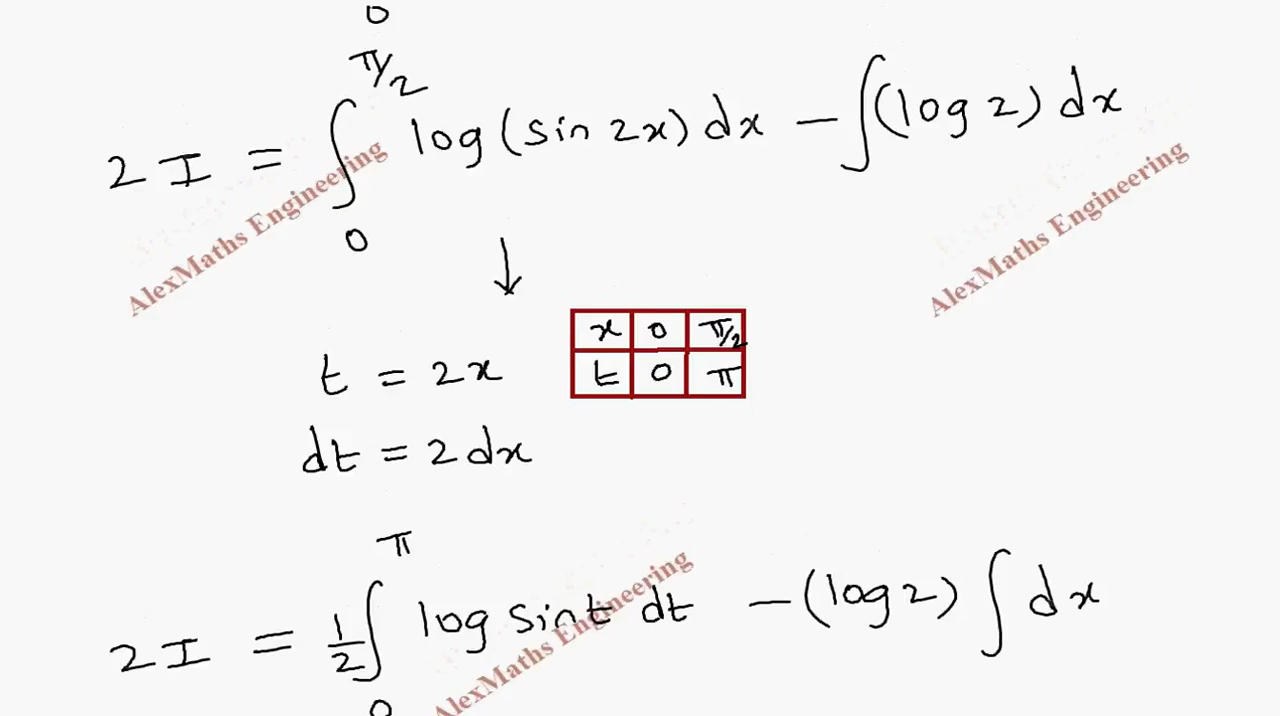 0
2I = ∫₀^{π/2} log(sin 2x) dx − ∫(log 2) dx
↓
x 0 π/2
t 0 π
t = 2x
dt = 2dx
2I = 1/2 ∫₀^{π} log sin t dt − (log 2) ∫ dx
AlexMaths Engineering
AlexMaths Engineering
AlexMaths Engineering